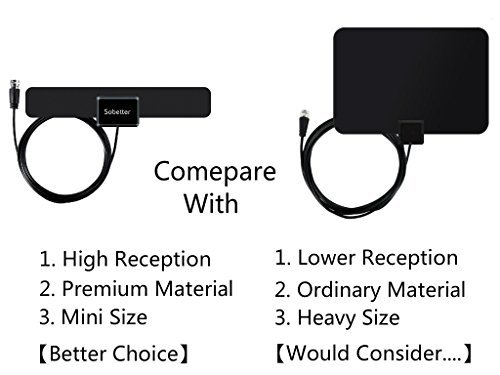 Sobetter
Comepare
With
1. High Reception
2. Premium Material
3. Mini Size
【Better Choice】
1. Lower Reception
2. Ordinary Material
3. Heavy Size
【Would Consider....】